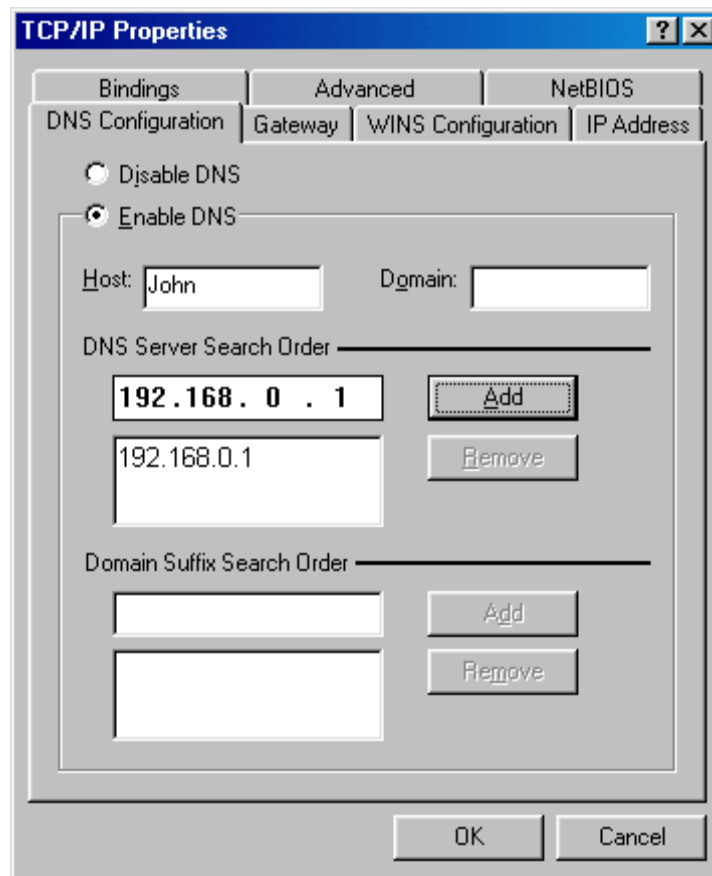 TCP/IP Properties
Bindings Advanced NetBIOS
DNS Configuration Gateway WINS Configuration IP Address
Disable DNS
Enable DNS
Host: John Domain:
DNS Server Search Order
192.168. 0 . 1 Add
192.168.0.1 Remove
Domain Suffix Search Order
Add
Remove
OK Cancel